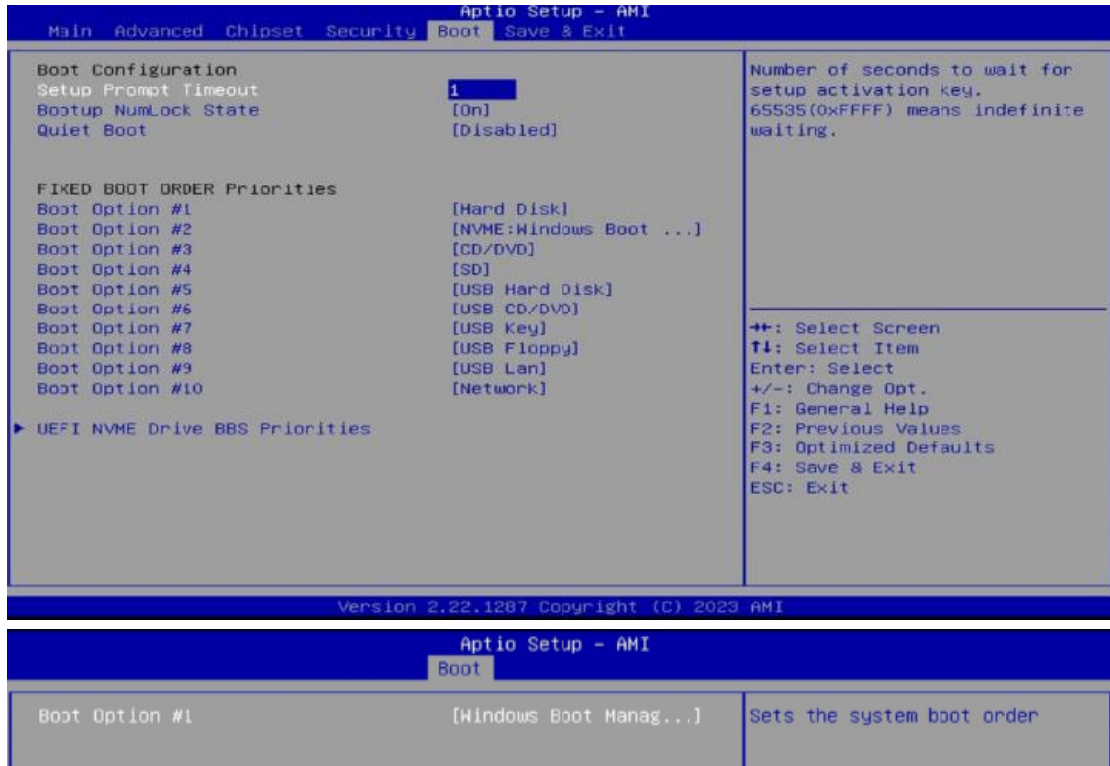 Aptio Setup – AMI
Main Advanced Chipset Security Boot Save & Exit
Boot Configuration
Setup Prompt Timeout 1
Bootup NumLock State [On]
Quiet Boot [Disabled]
FIXED BOOT ORDER Priorities
Boot Option #1 [Hard Disk]
Boot Option #2 [NVME:Windows Boot ...]
Boot Option #3 [CD/DVD]
Boot Option #4 [SD]
Boot Option #5 [USB Hard Disk]
Boot Option #6 [USB CD/DVD]
Boot Option #7 [USB Key]
Boot Option #8 [USB Floppy]
Boot Option #9 [USB Lan]
Boot Option #10 [Network]
▶ UEFI NVME Drive BBS Priorities
Number of seconds to wait for
setup activation key.
65535(0xFFFF) means indefinite
waiting.
→←: Select Screen
↑↓: Select Item
Enter: Select
+/-: Change Opt.
F1: General Help
F2: Previous Values
F3: Optimized Defaults
F4: Save & Exit
ESC: Exit
Version 2.22.1287 Copyright (C) 2023 AMI
Aptio Setup – AMI
Boot
Boot Option #1 [Windows Boot Manag...]
Sets the system boot order